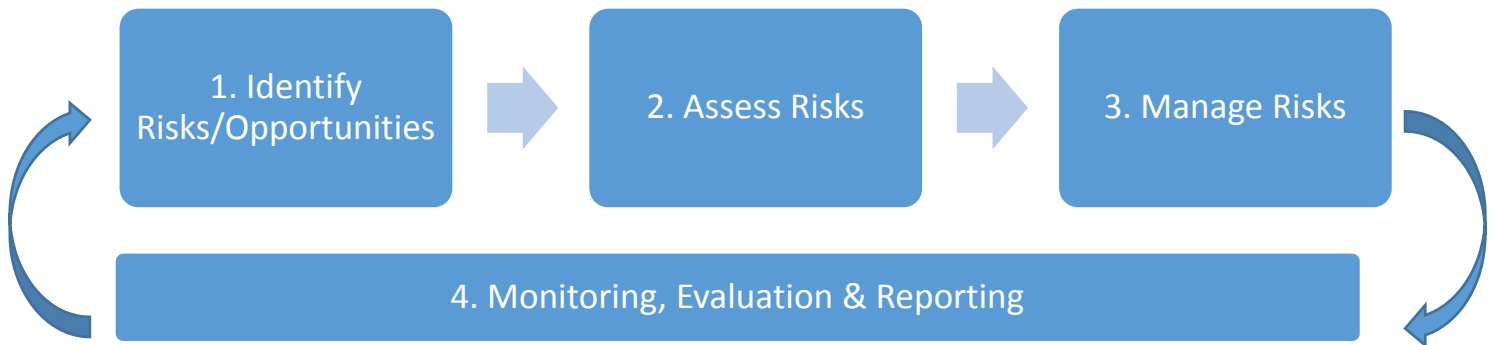 1. Identify
Risks/Opportunities
2. Assess Risks
3. Manage Risks
4. Monitoring, Evaluation & Reporting